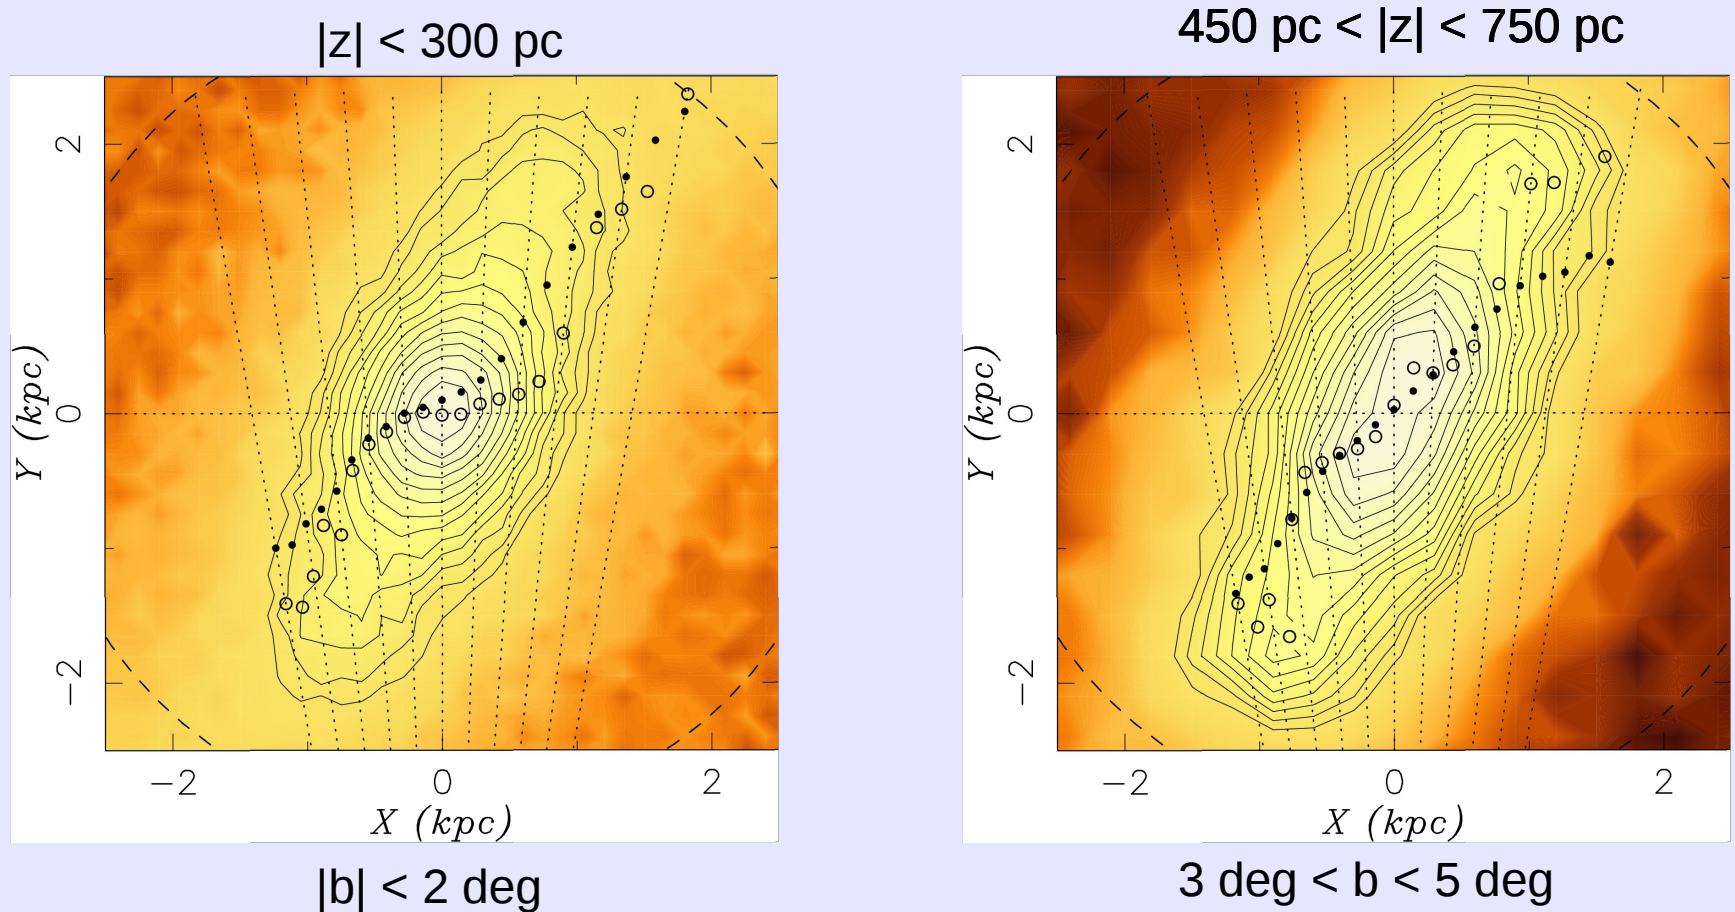 |z| < 300 pc
450 pc < |z| < 750 pc
2
0
−2
Y (kpc)
−2 0 2
X (kpc)
2
0
−2
Y (kpc)
−2 0 2
X (kpc)
|b| < 2 deg
3 deg < b < 5 deg